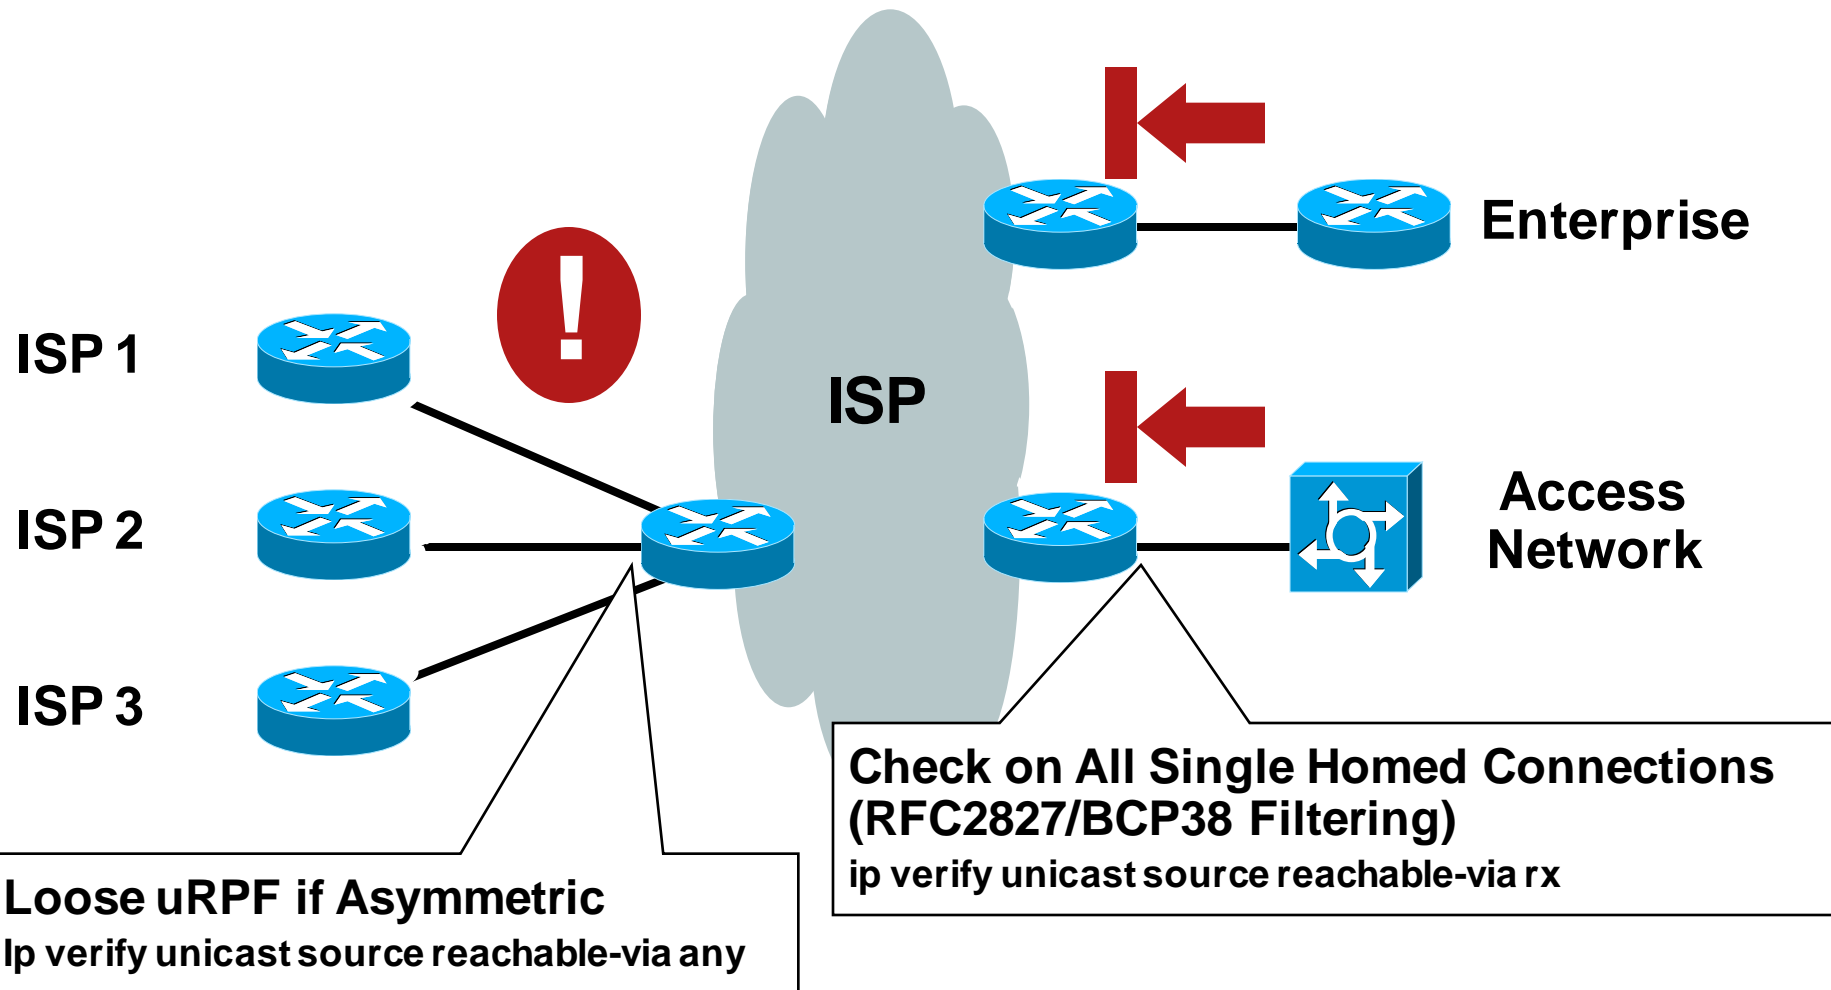 Enterprise
ISP 1
!
ISP
Access
Network
ISP 2
ISP 3
Check on All Single Homed Connections
(RFC2827/BCP38 Filtering)
ip verify unicast source reachable-via rx
Loose uRPF if Asymmetric
Ip verify unicast source reachable-via any